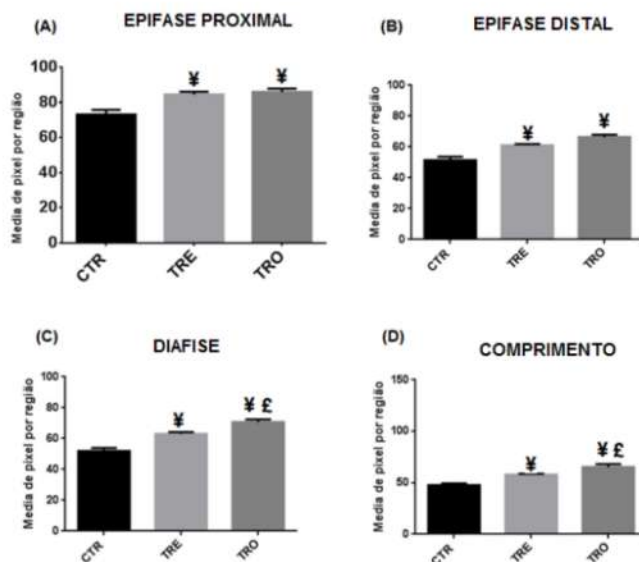 (A)
EPIFASE PROXIMAL
Media de pixel por região
100
80
60
40
20
0
¥
¥
CTR
TRE
TRO
(B)
EPIFASE DISTAL
Media de pixel por região
100
80
60
40
20
0
¥
¥
CTR
TRE
TRO
(C)
DIAFISE
Media de pixel por região
100
80
60
40
20
0
¥
¥ £
CTR
TRE
TRO
(D)
COMPRIMENTO
Media de pixel por região
150
100
50
0
¥
¥ £
CTR
TRE
TRO